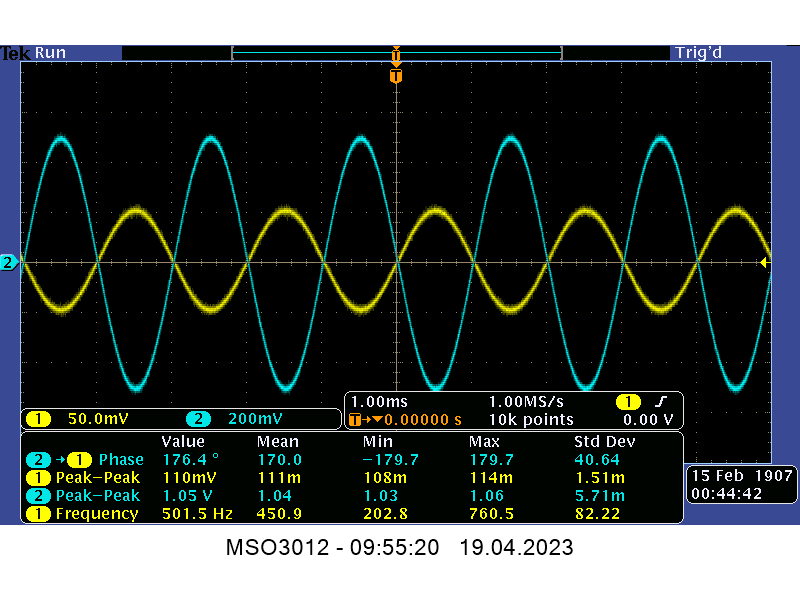 Tek Run Trig'd
T
T
2
1 50.0mV 2 200mV
1.00ms 1.00MS/s 1
T→▼0.00000 s 10k points 0.00 V
Value Mean Min Max Std Dev
2 → 1 Phase 176.4 ° 170.0 −179.7 179.7 40.64
1 Peak−Peak 110mV 111m 108m 114m 1.51m
2 Peak−Peak 1.05 V 1.04 1.03 1.06 5.71m
1 Frequency 501.5 Hz 450.9 202.8 760.5 82.22
15 Feb 1907
00:44:42
MSO3012 - 09:55:20 19.04.2023